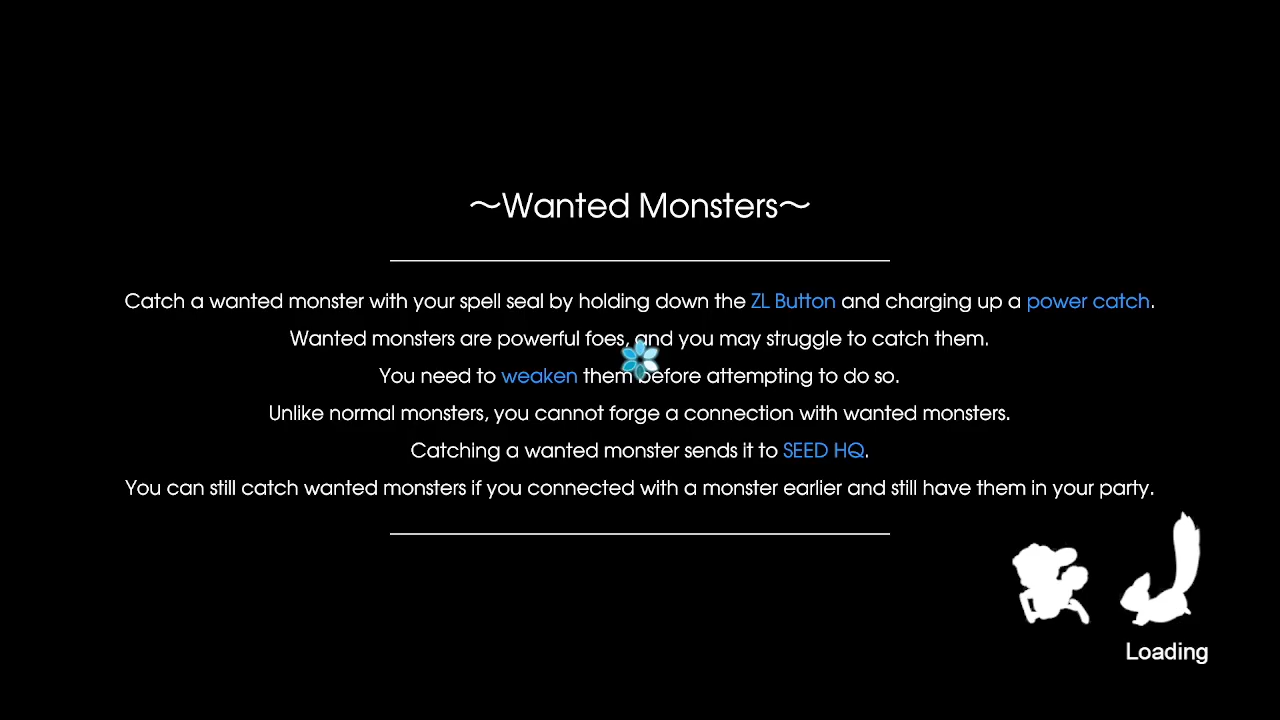 ～Wanted Monsters～
Catch a wanted monster with your spell seal by holding down the ZL Button and charging up a power catch.
Wanted monsters are powerful foes, and you may struggle to catch them.
You need to weaken them before attempting to do so.
Unlike normal monsters, you cannot forge a connection with wanted monsters.
Catching a wanted monster sends it to SEED HQ.
You can still catch wanted monsters if you connected with a monster earlier and still have them in your party.
Loading